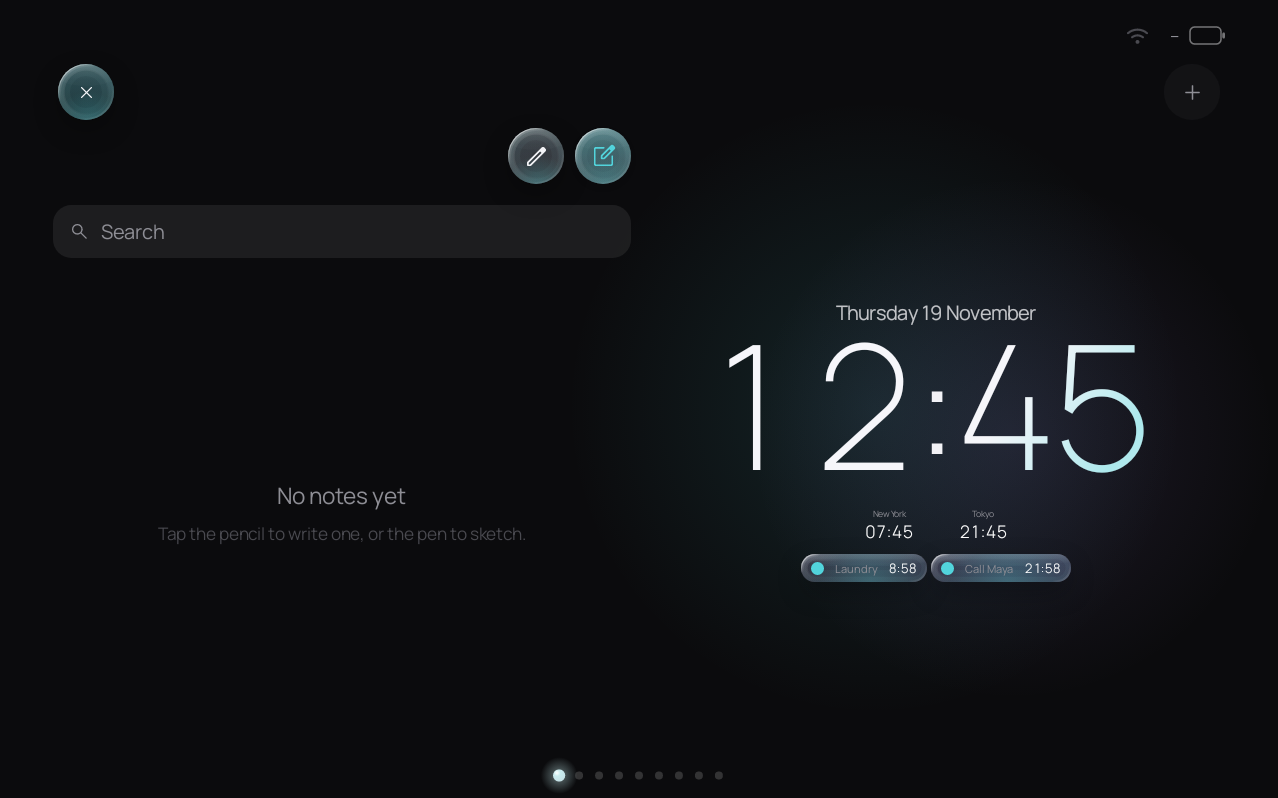 Search
No notes yet
Tap the pencil to write one, or the pen to sketch.
Thursday 19 November
12:45
New York
07:45
Tokyo
21:45
Laundry 8:58
Call Maya 21:58